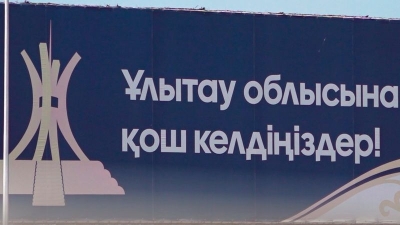 Ұлытау облысына
қош келдіңіздер!